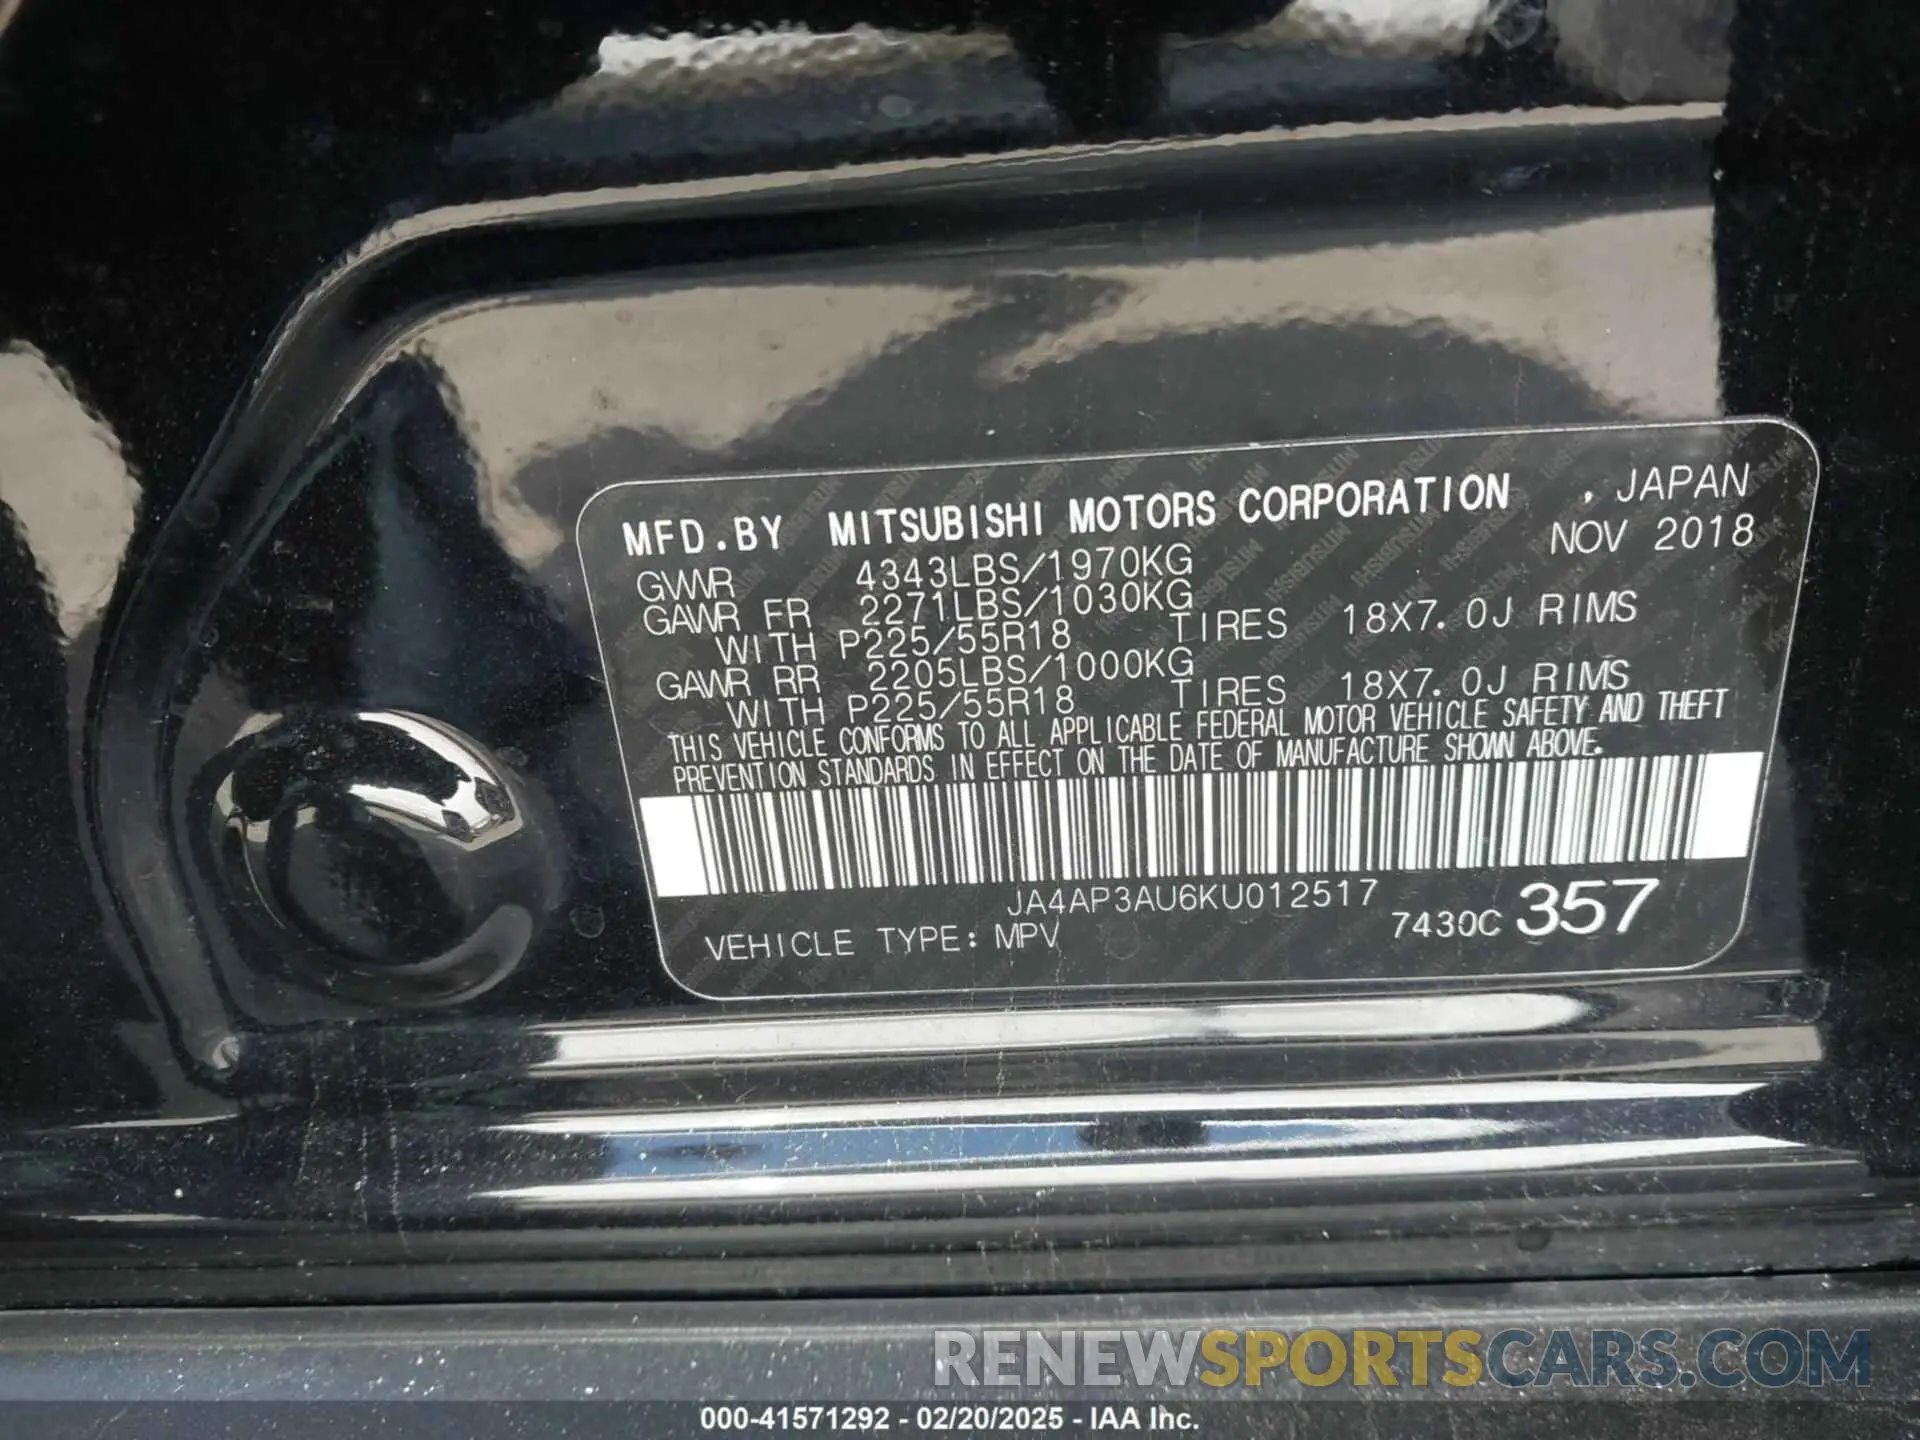 MFD.BY MITSUBISHI MOTORS CORPORATION , JAPAN
NOV 2018
GVWR 4343LBS/1970KG
GAWR FR 2271LBS/1030KG
WITH P225/55R18 TIRES 18X7.0J RIMS
GAWR RR 2205LBS/1000KG
WITH P225/55R18 TIRES 18X7.0J RIMS
THIS VEHICLE CONFORMS TO ALL APPLICABLE FEDERAL MOTOR VEHICLE SAFETY AND THEFT
PREVENTION STANDARDS IN EFFECT ON THE DATE OF MANUFACTURE SHOWN ABOVE.
JA4AP3AU6KU012517
VEHICLE TYPE: MPV 7430C 357
RENEWSPORTSCARS.COM
000-41571292 - 02/20/2025 - IAA Inc.